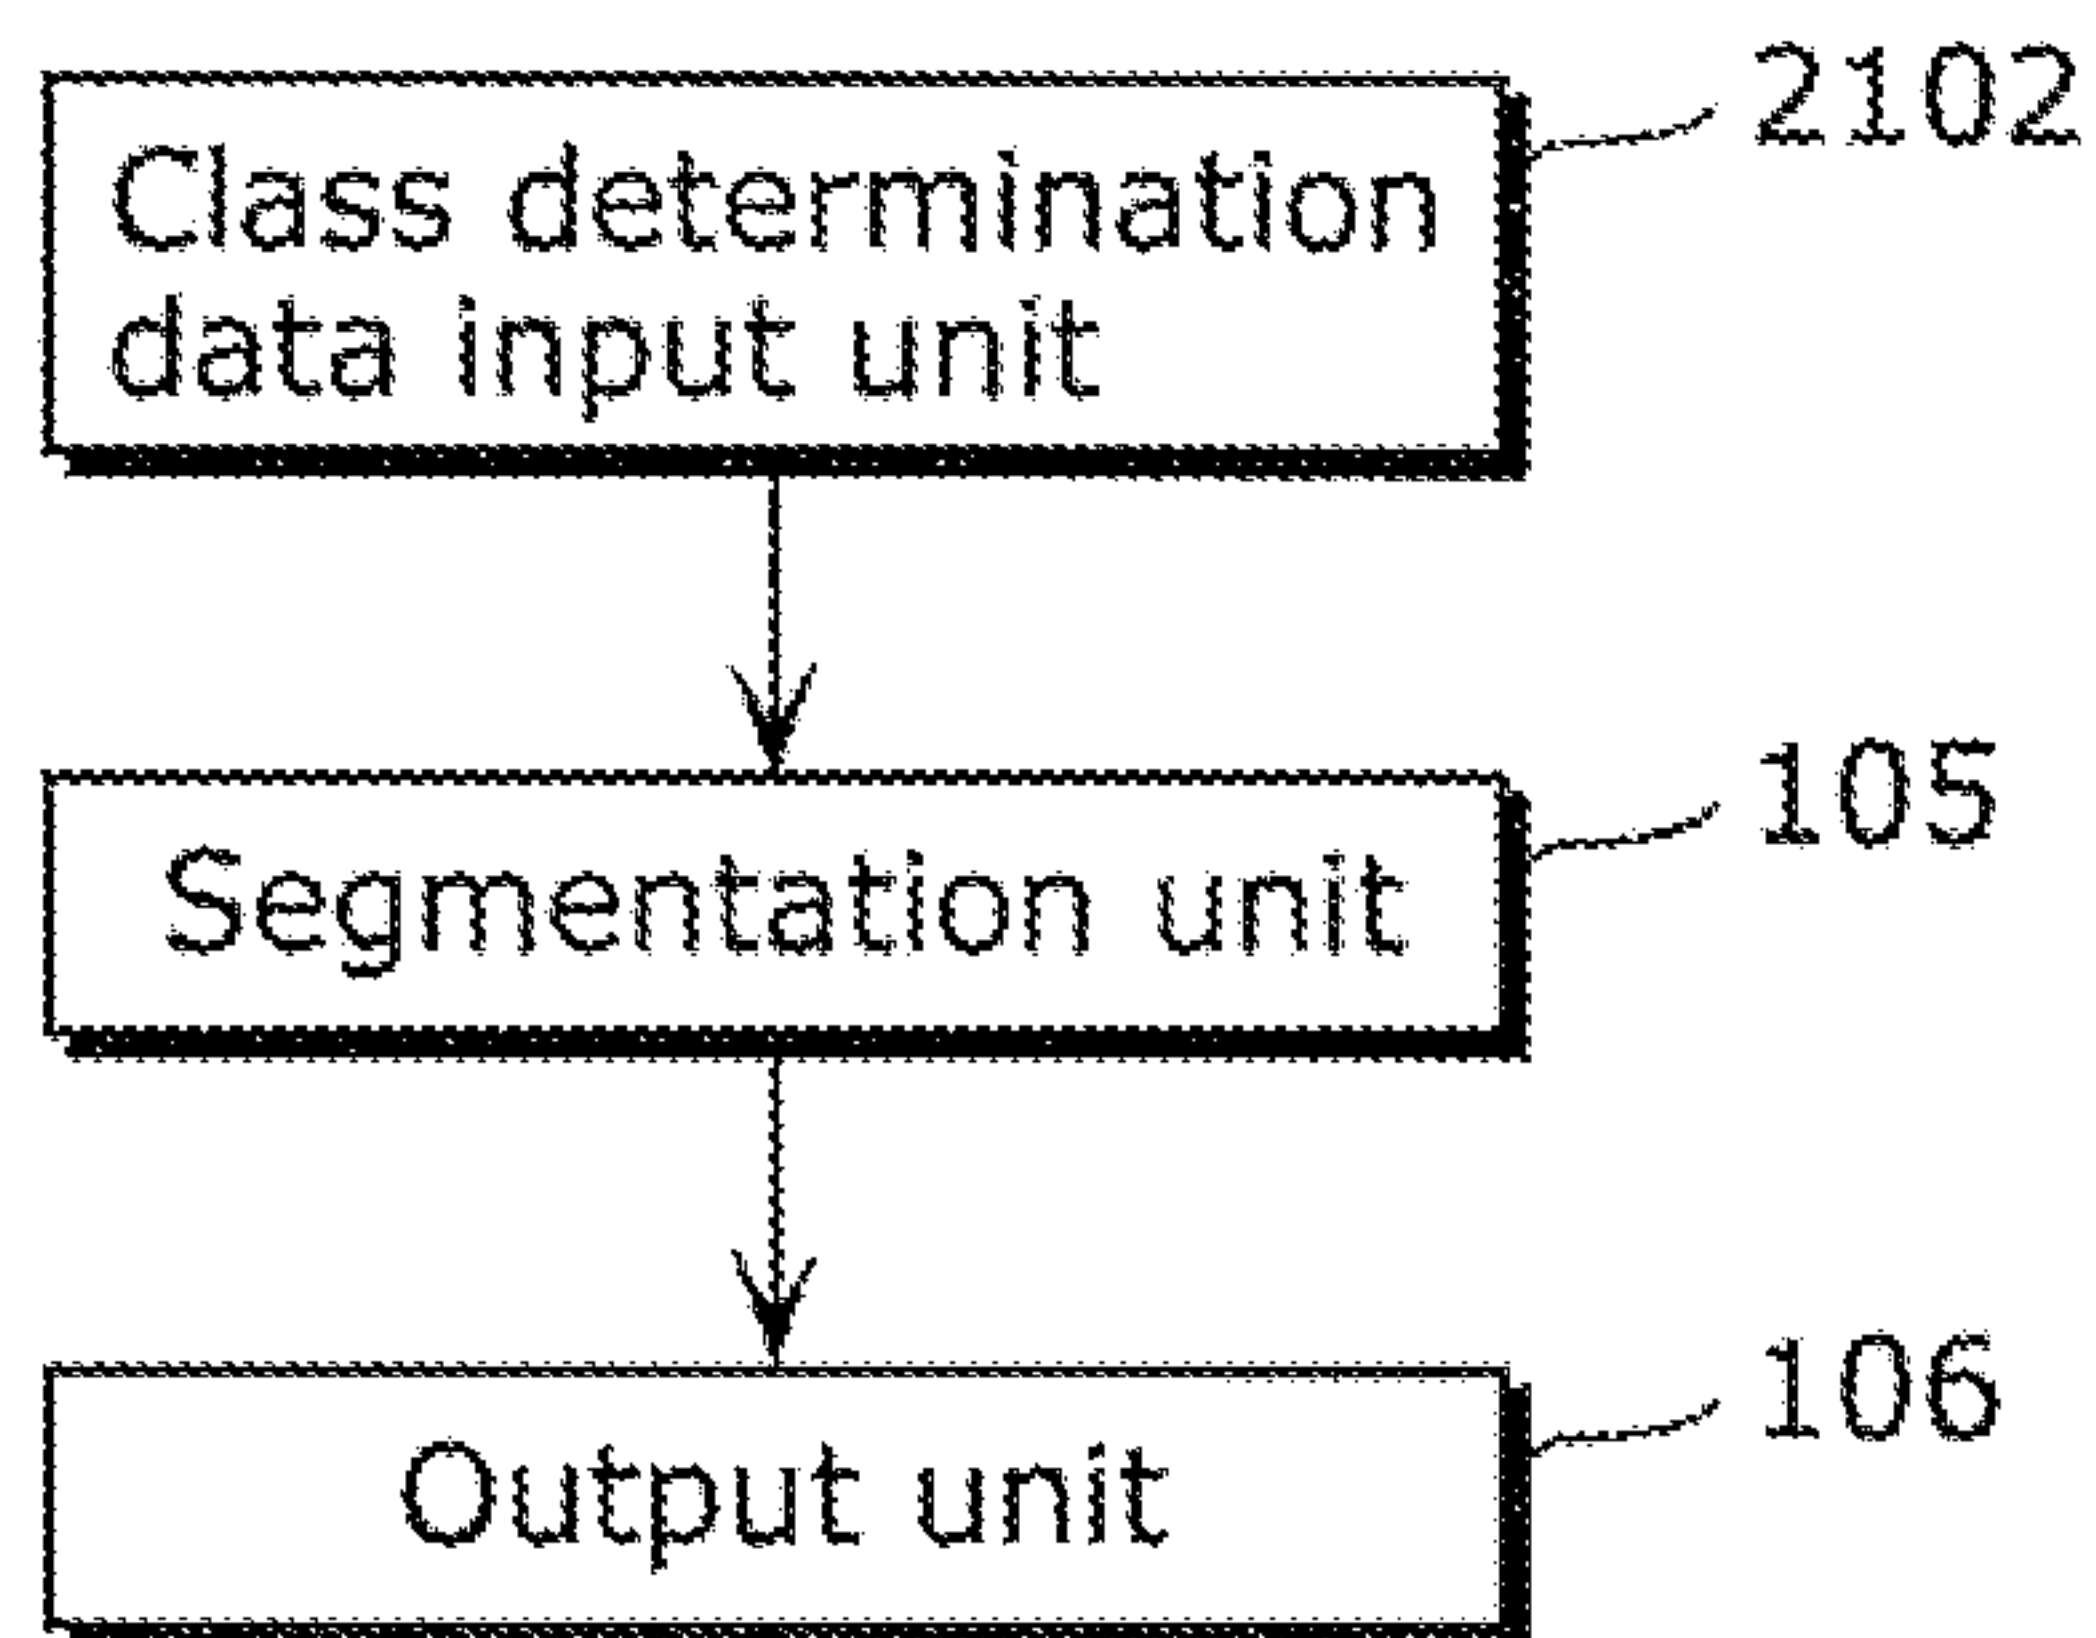 2102
Class determination
data input unit
105
Segmentation unit
106
Output unit